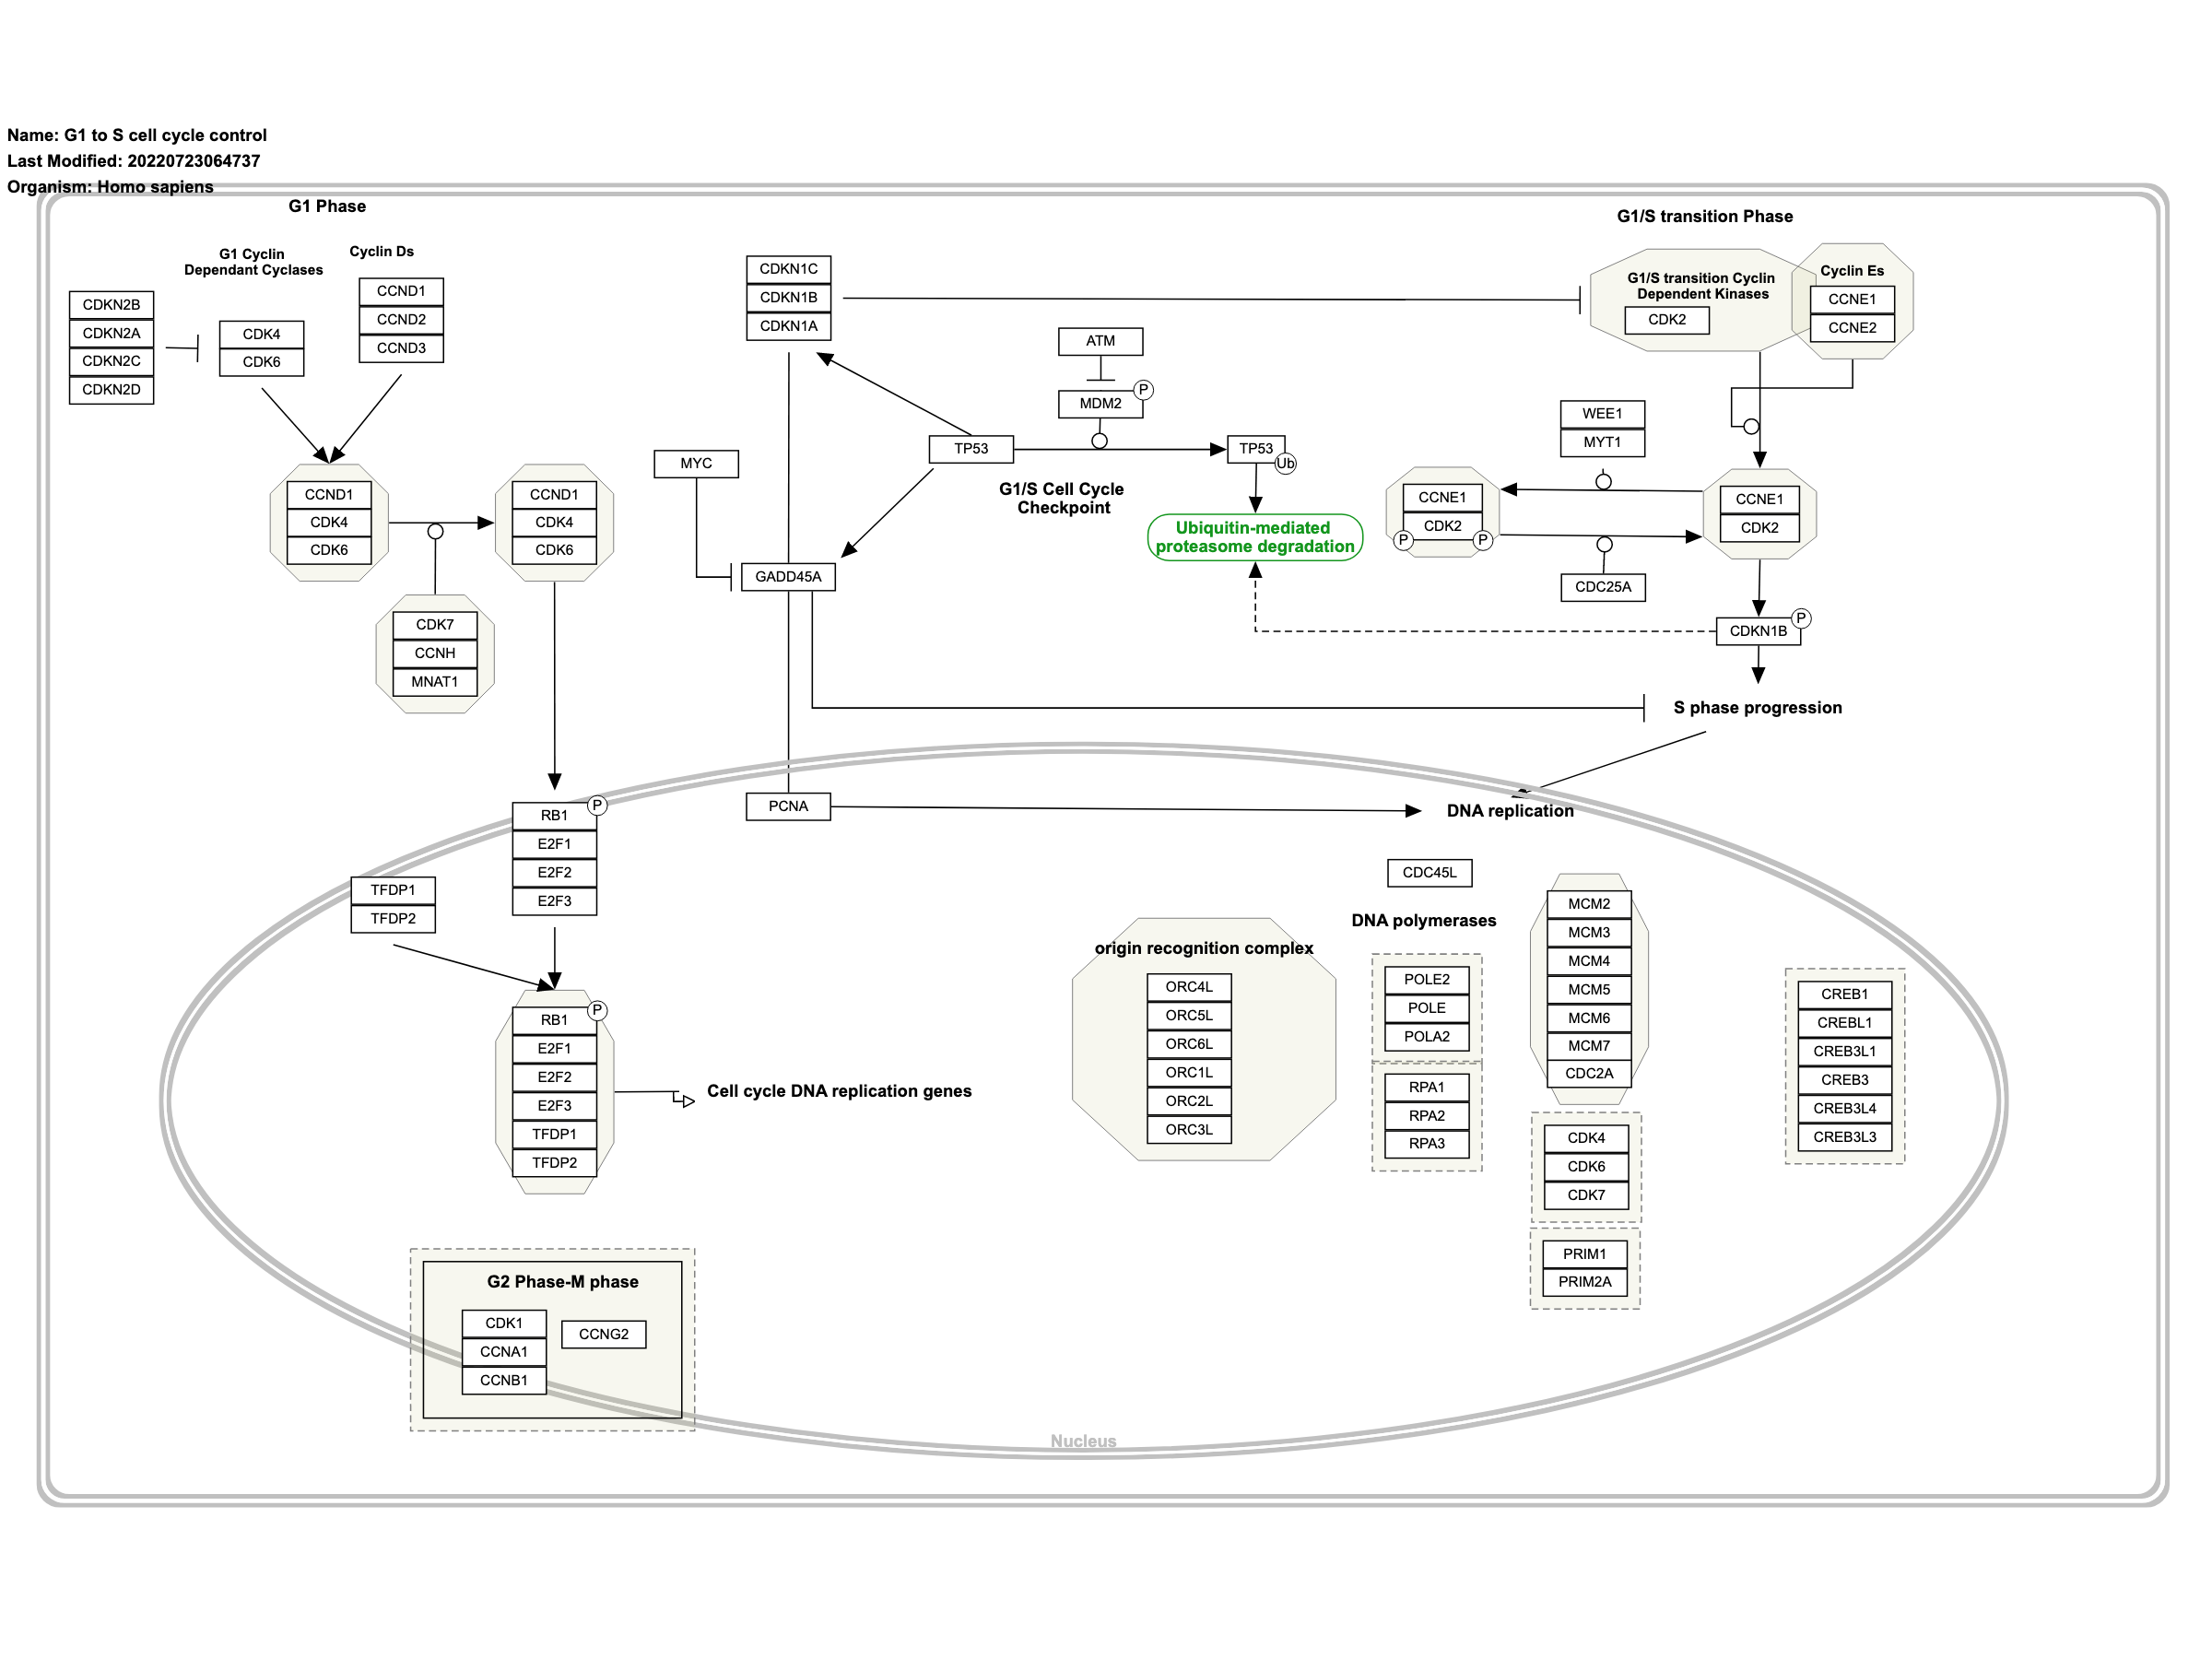 Name: G1 to S cell cycle control
Last Modified: 20220723064737
Organism: Homo sapiens
G1 Phase
G1/S transition Phase
G1 Cyclin
Dependant Cyclases
Cyclin Ds
CDKN2B
CDKN2A
CDKN2C
CDKN2D
CDK4
CDK6
CCND1
CCND2
CCND3
CCND1
CDK4
CDK6
CCND1
CDK4
CDK6
CDK7
CCNH
MNAT1
CDKN1C
CDKN1B
CDKN1A
ATM
MDM2
P
MYC
TP53
TP53
Ub
G1/S Cell Cycle
Checkpoint
GADD45A
Ubiquitin-mediated
proteasome degradation
G1/S transition Cyclin
Dependent Kinases
CDK2
Cyclin Es
CCNE1
CCNE2
WEE1
MYT1
CCNE1
CDK2
P
P
CCNE1
CDK2
CDC25A
CDKN1B
P
S phase progression
PCNA
DNA replication
RB1
P
E2F1
E2F2
E2F3
TFDP1
TFDP2
RB1
P
E2F1
E2F2
E2F3
TFDP1
TFDP2
Cell cycle DNA replication genes
origin recognition complex
ORC4L
ORC5L
ORC6L
ORC1L
ORC2L
ORC3L
CDC45L
DNA polymerases
POLE2
POLE
POLA2
RPA1
RPA2
RPA3
MCM2
MCM3
MCM4
MCM5
MCM6
MCM7
CDC2A
CDK4
CDK6
CDK7
PRIM1
PRIM2A
CREB1
CREBL1
CREB3L1
CREB3
CREB3L4
CREB3L3
G2 Phase-M phase
CDK1
CCNA1
CCNB1
CCNG2
Nucleus